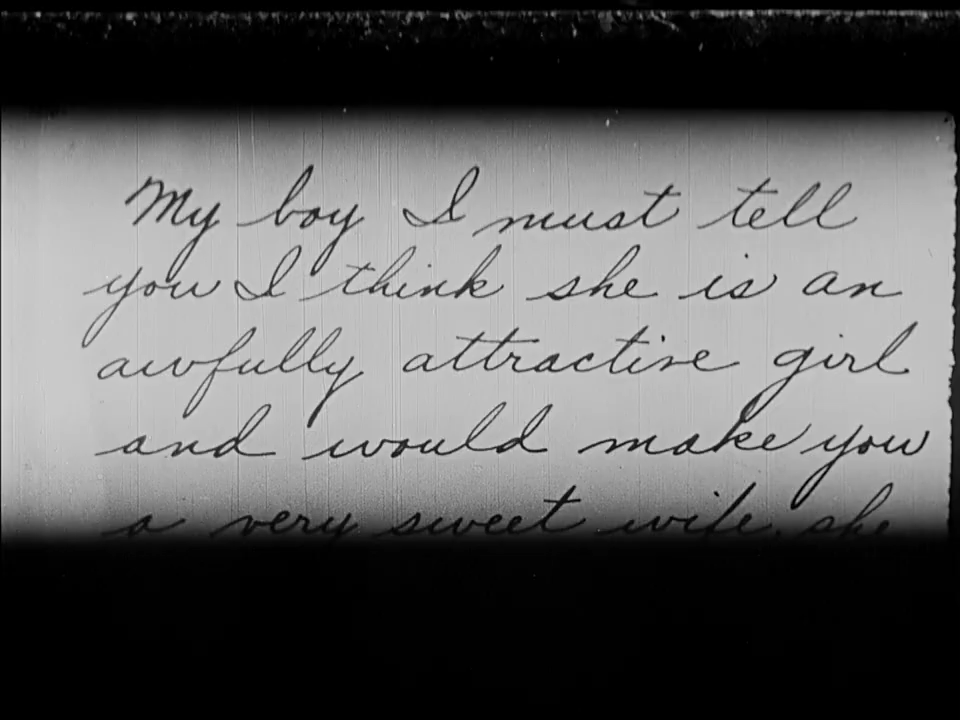 My boy I must tell
you I think she is an
awfully attractive girl
and would make you
a very sweet wife. she